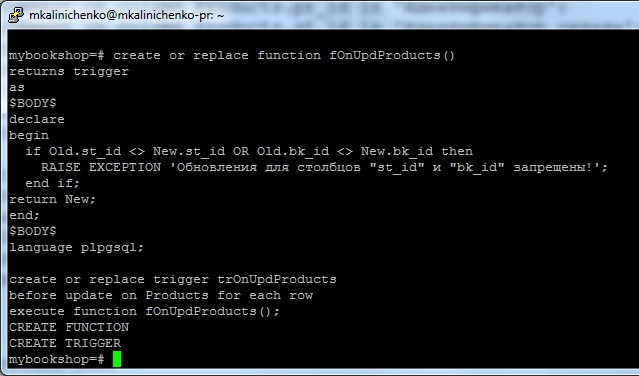 mkalinichenko@mkalinichenko-pr: ~
mybookshop=# create or replace function fOnUpdProducts()
returns trigger
as
$BODY$
declare
begin
  if Old.st_id <> New.st_id OR Old.bk_id <> New.bk_id then
    RAISE EXCEPTION 'Обновления для столбцов "st_id" и "bk_id" запрещены!';
  end if;
return New;
end;
$BODY$
language plpgsql;
create or replace trigger trOnUpdProducts
before update on Products for each row
execute function fOnUpdProducts();
CREATE FUNCTION
CREATE TRIGGER
mybookshop=#